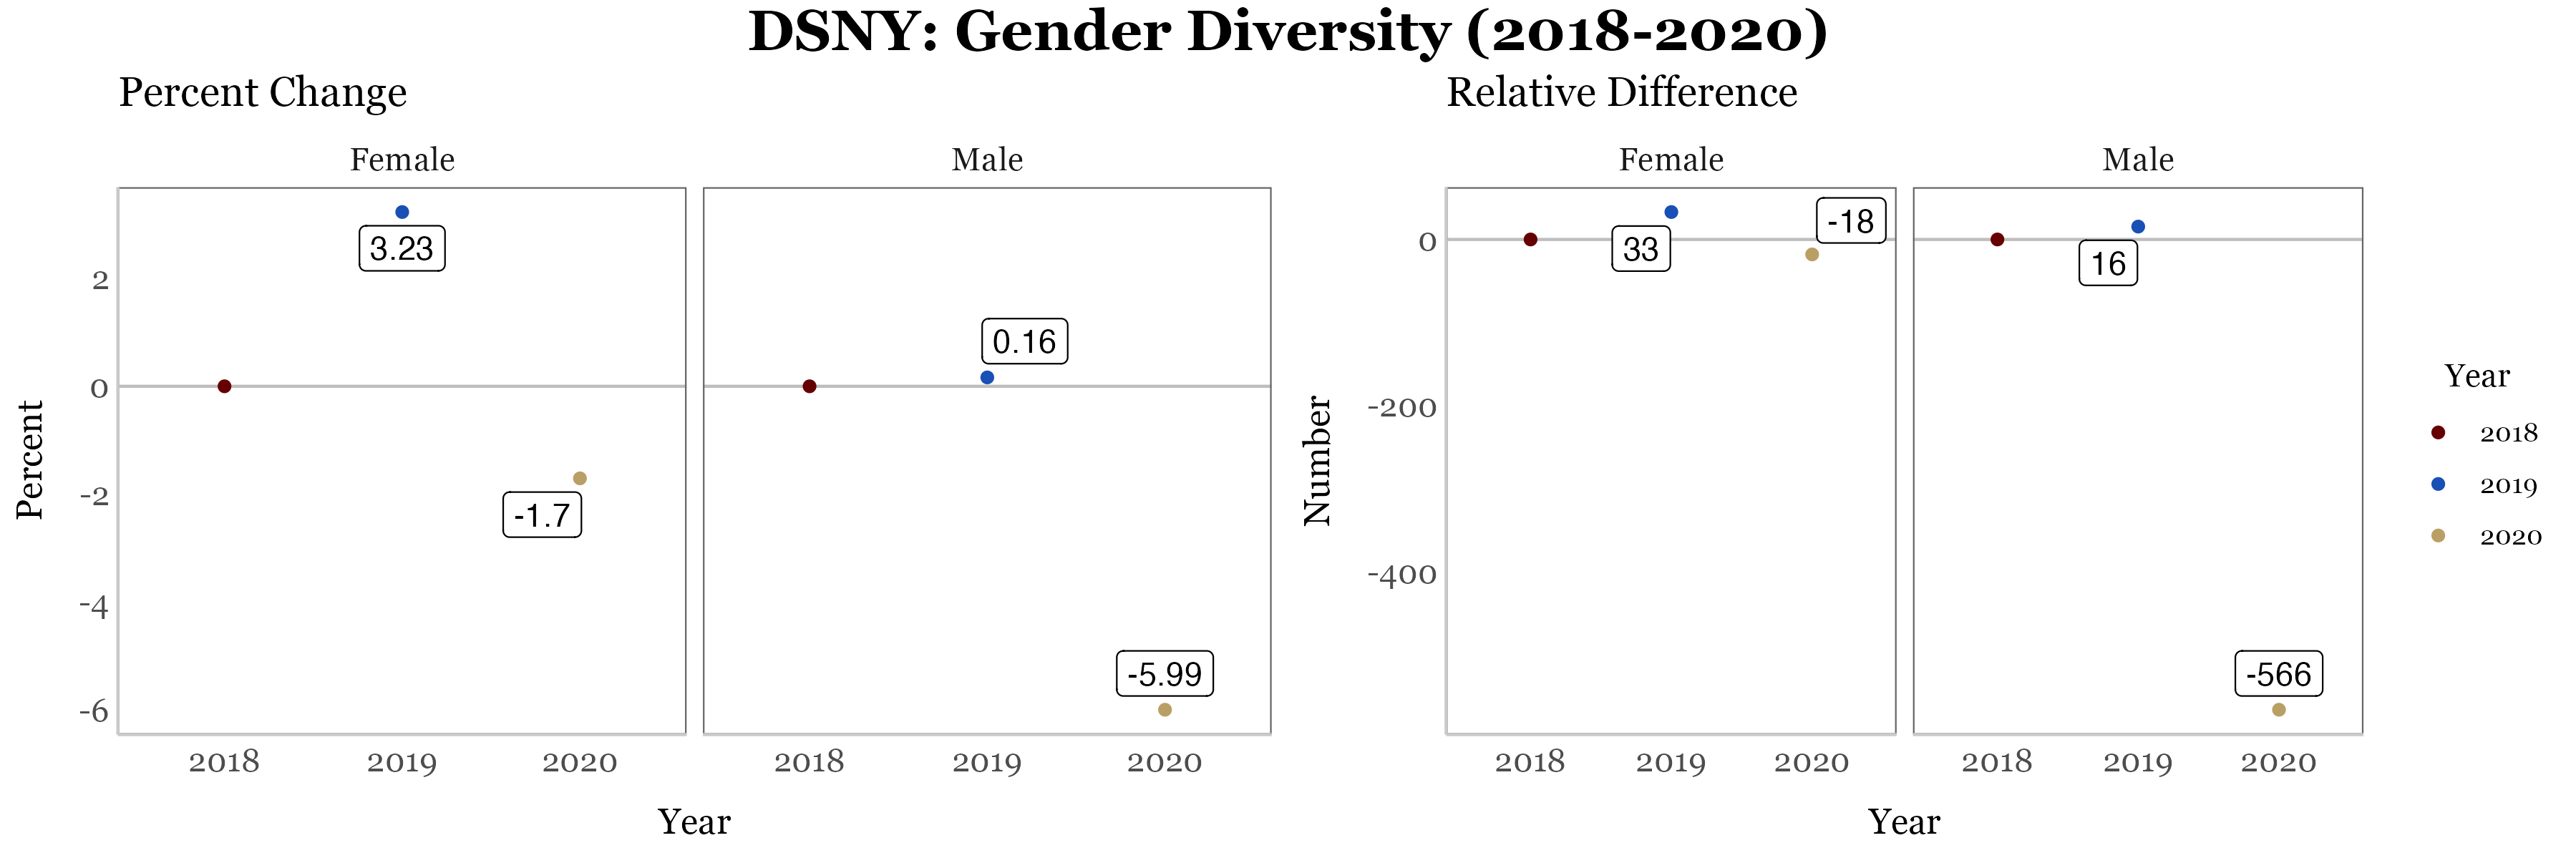 DSNY: Gender Diversity (2018-2020)
Percent Change
Female
Male
Percent
2
0
-2
-4
-6
3.23
-1.7
0.16
-5.99
2018 2019 2020
2018 2019 2020
Year
Relative Difference
Female
Male
Number
0
-200
-400
33
-18
16
-566
2018 2019 2020
2018 2019 2020
Year
Year
2018
2019
2020